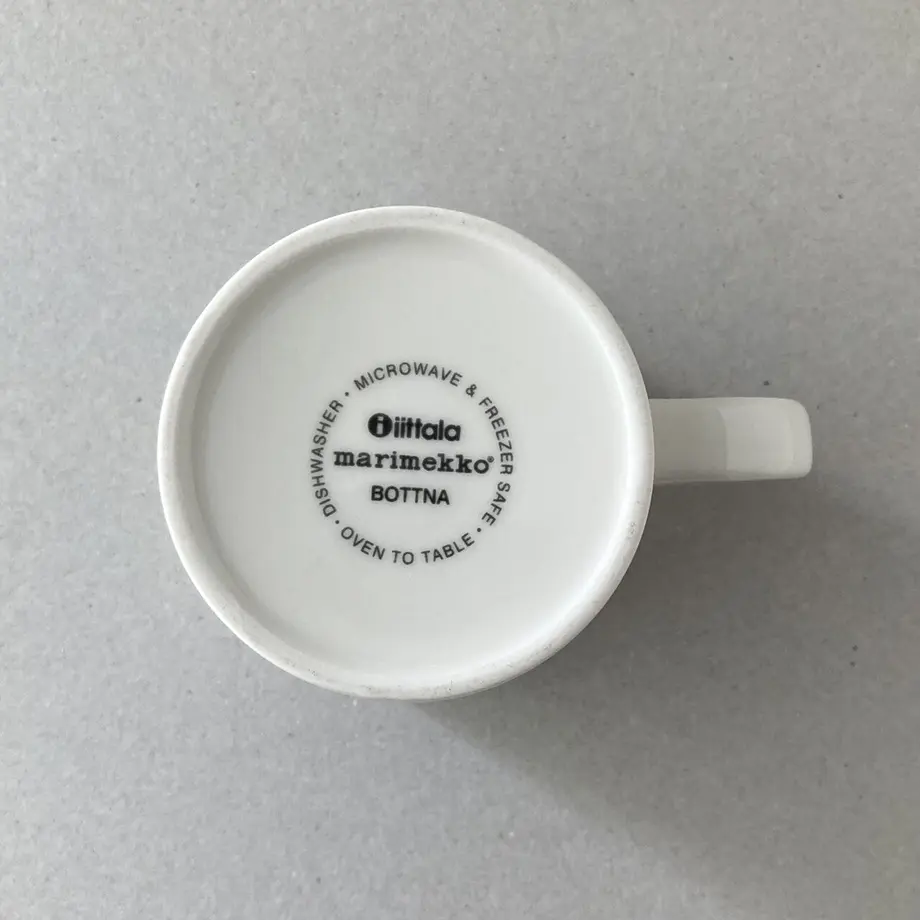 iittala
marimekko®
BOTTNA
DISHWASHER · MICROWAVE & FREEZER SAFE · OVEN TO TABLE ·